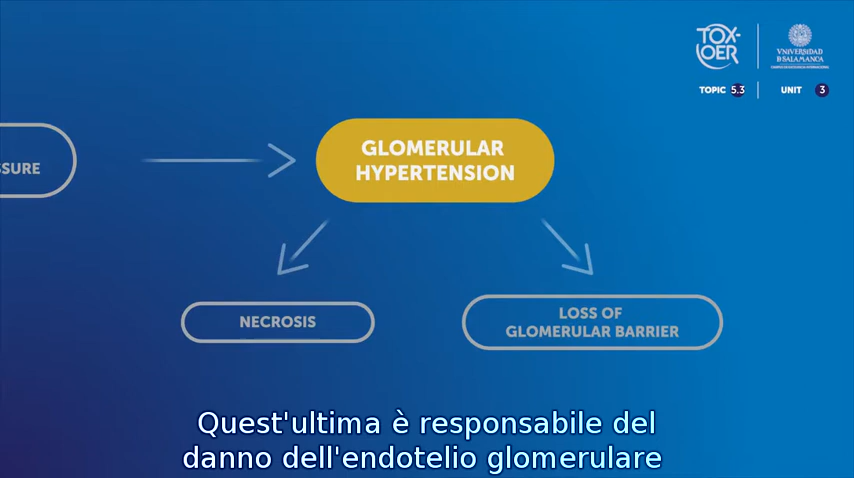 TOX-
OER
VNIVERSIDAD
D SALAMANCA
TOPIC 5.3 UNIT 3
SSURE
GLOMERULAR
HYPERTENSION
NECROSIS
LOSS OF
GLOMERULAR BARRIER
Quest'ultima è responsabile del
danno dell'endotelio glomerulare